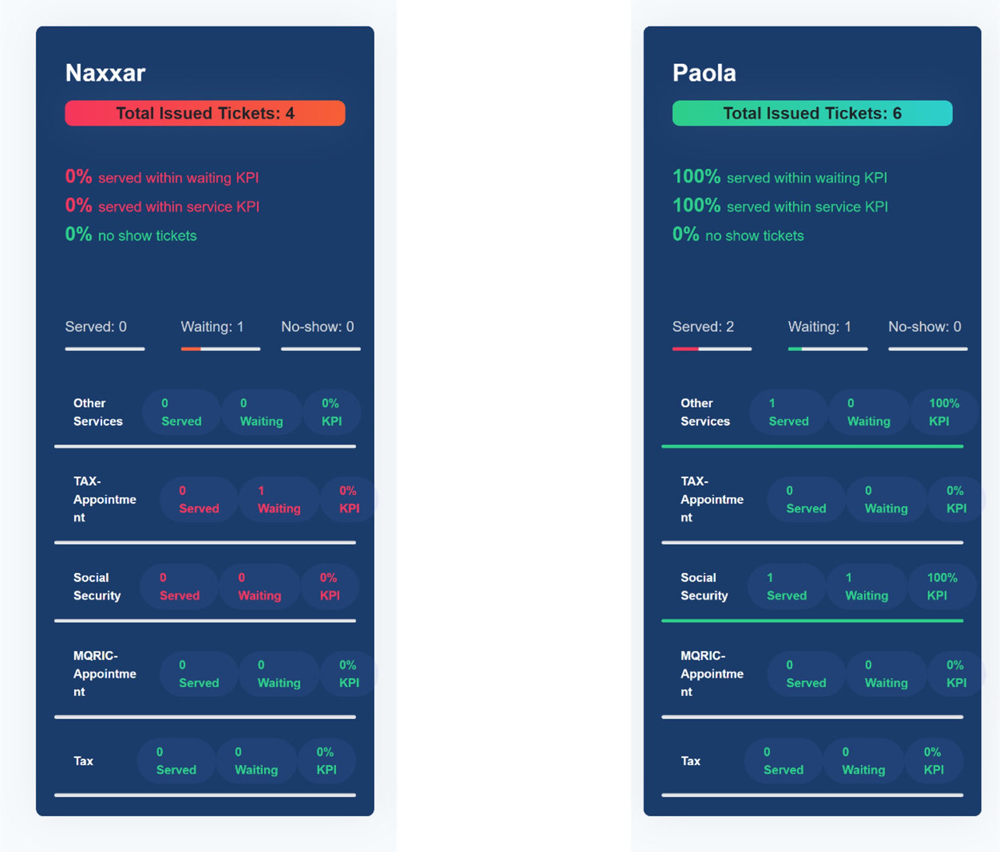 Naxxar
Total Issued Tickets: 4
0% served within waiting KPI
0% served within service KPI
0% no show tickets
Served: 0
Waiting: 1
No-show: 0
Other
Services
0
Served
0
Waiting
0%
KPI
TAX-
Appointme
nt
0
Served
1
Waiting
0%
KPI
Social
Security
0
Served
0
Waiting
0%
KPI
MQRIC-
Appointme
nt
0
Served
0
Waiting
0%
KPI
Tax
0
Served
0
Waiting
0%
KPI
Paola
Total Issued Tickets: 6
100% served within waiting KPI
100% served within service KPI
0% no show tickets
Served: 2
Waiting: 1
No-show: 0
Other
Services
1
Served
0
Waiting
100%
KPI
TAX-
Appointme
nt
0
Served
0
Waiting
0%
KPI
Social
Security
1
Served
1
Waiting
100%
KPI
MQRIC-
Appointme
nt
0
Served
0
Waiting
0%
KPI
Tax
0
Served
0
Waiting
0%
KPI